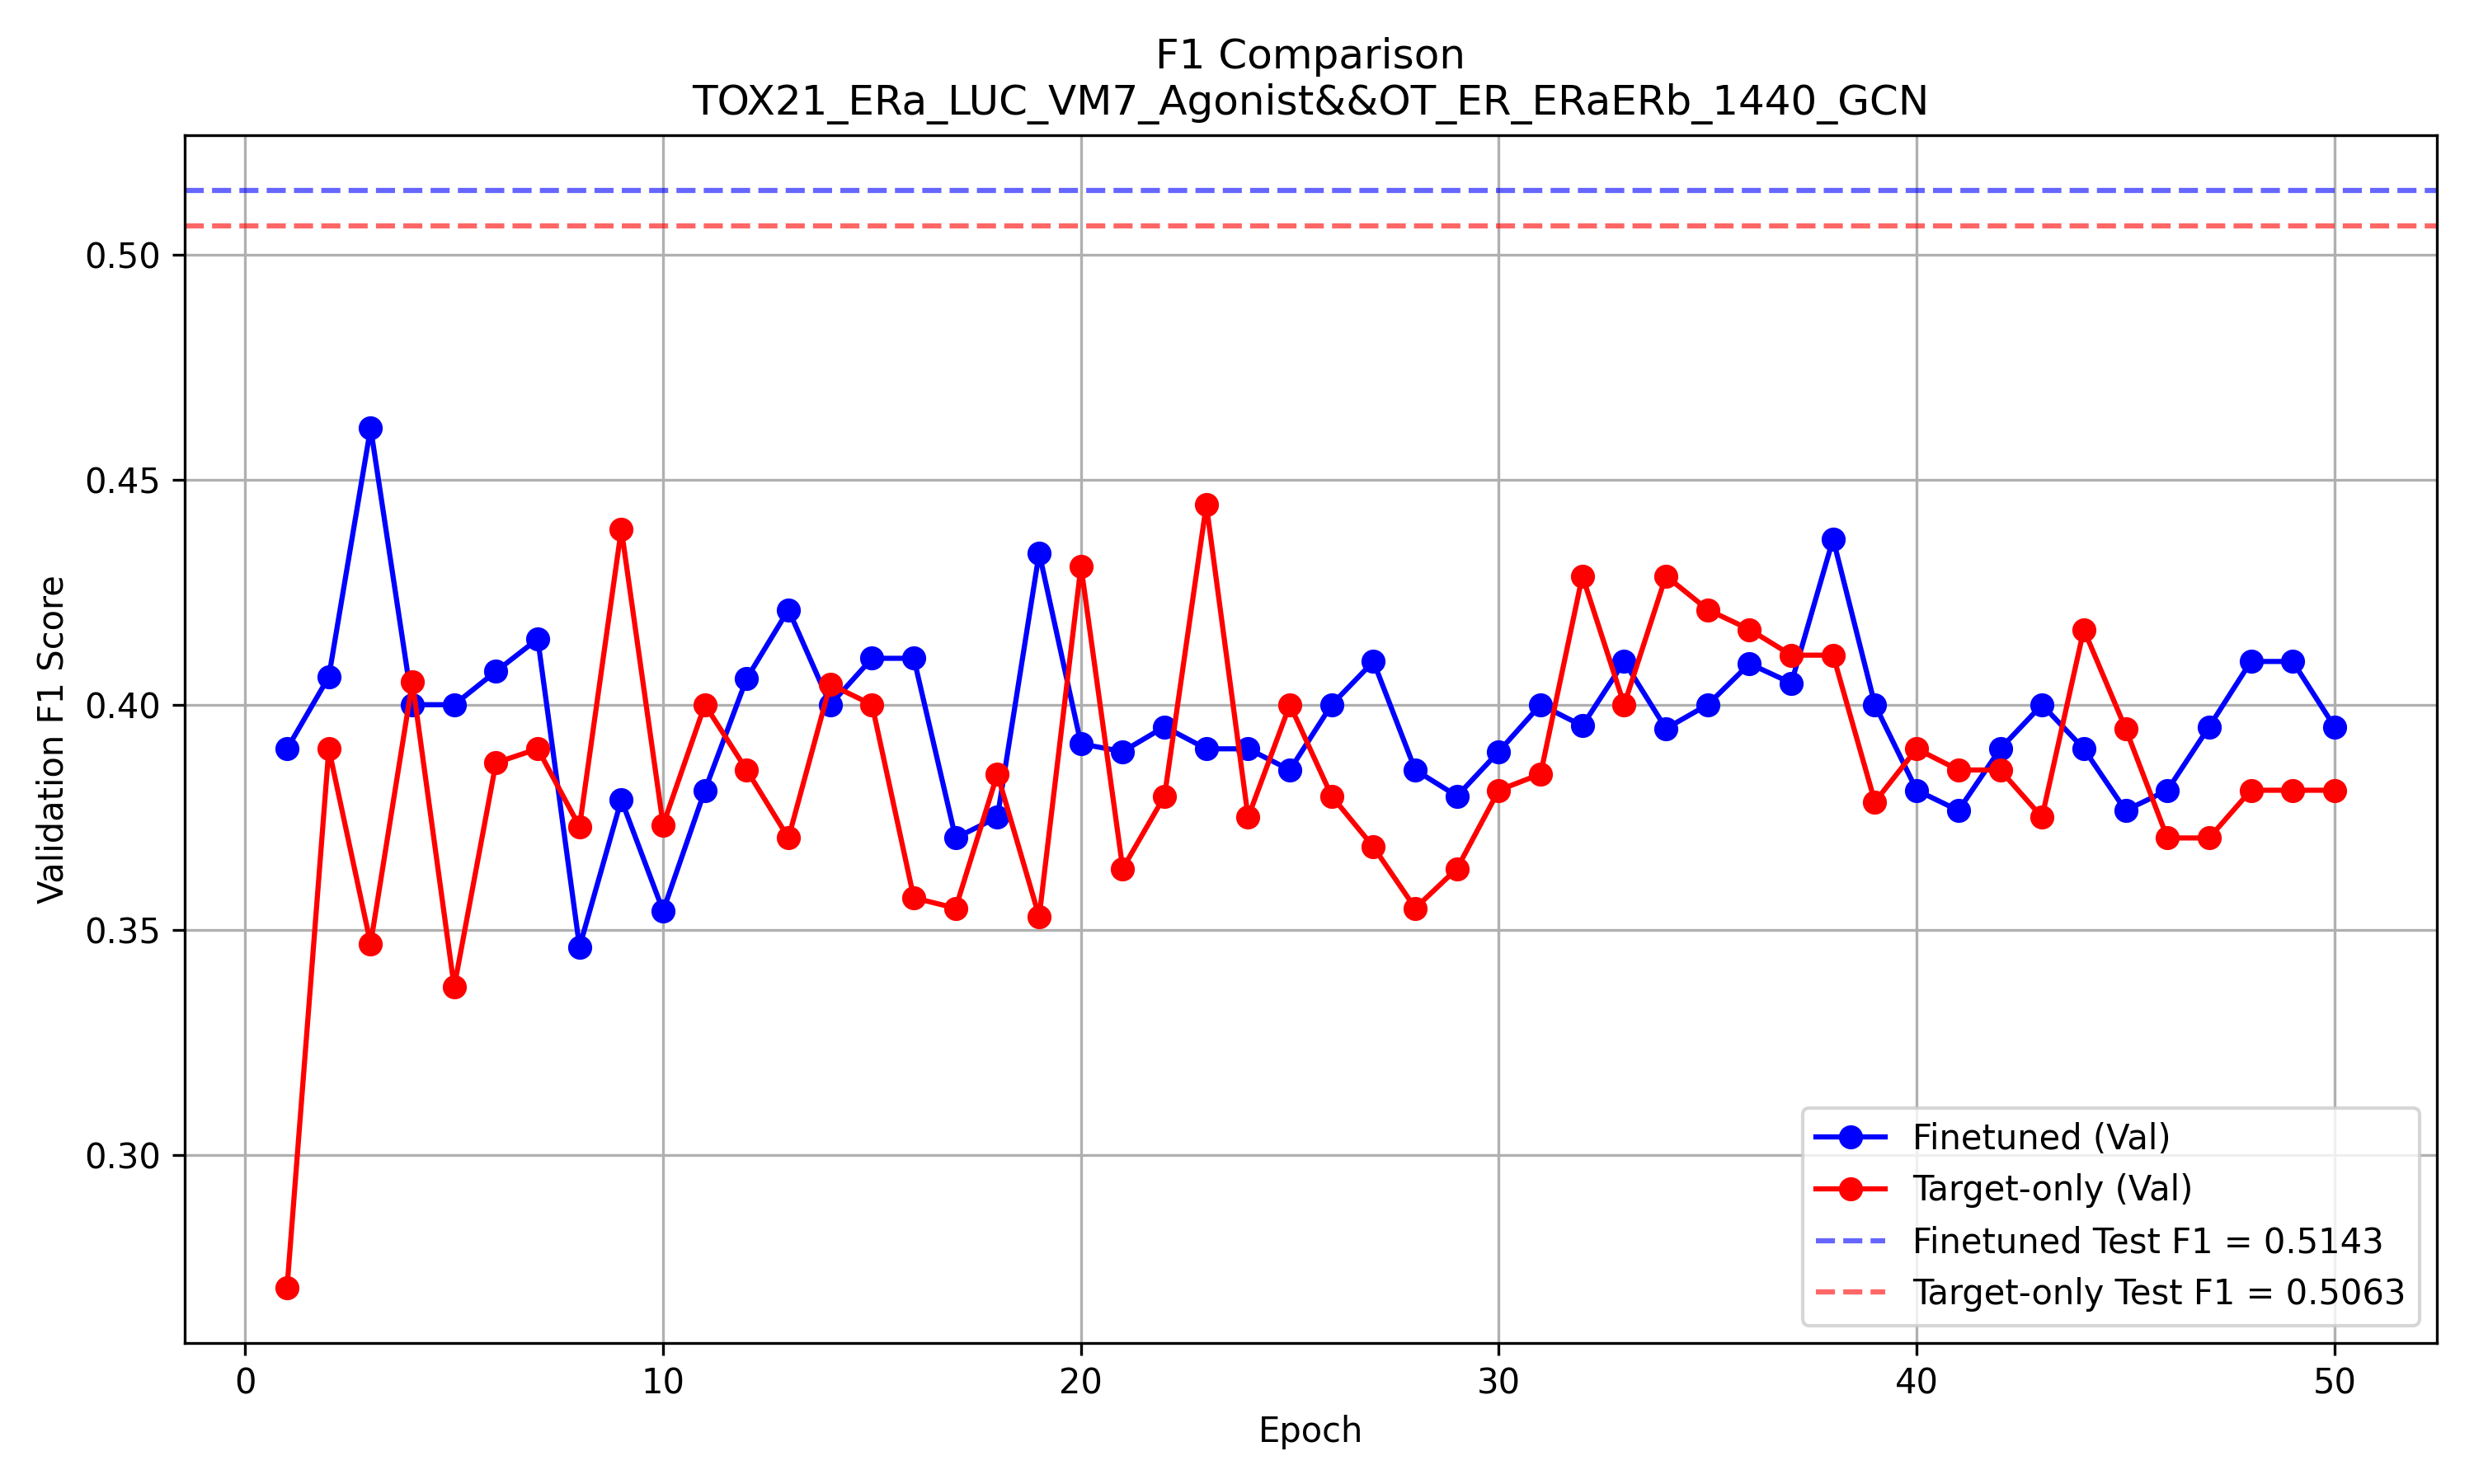 F1 Comparison
TOX21_ERa_LUC_VM7_Agonist&&OT_ER_ERaERb_1440_GCN
Validation F1 Score
0.50
0.45
0.40
0.35
0.30
0
10
20
30
40
50
Epoch
Finetuned (Val)
Target-only (Val)
Finetuned Test F1 = 0.5143
Target-only Test F1 = 0.5063